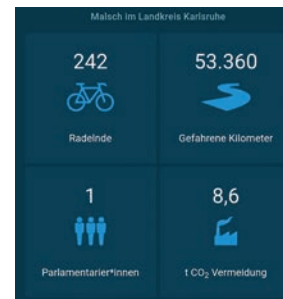 Malsch im Landkreis Karlsruhe
242
53.360
Radelnde
Gefahrene Kilometer
1
8,6
Parlamentarier*Innen
t CO₂ Vermeidung